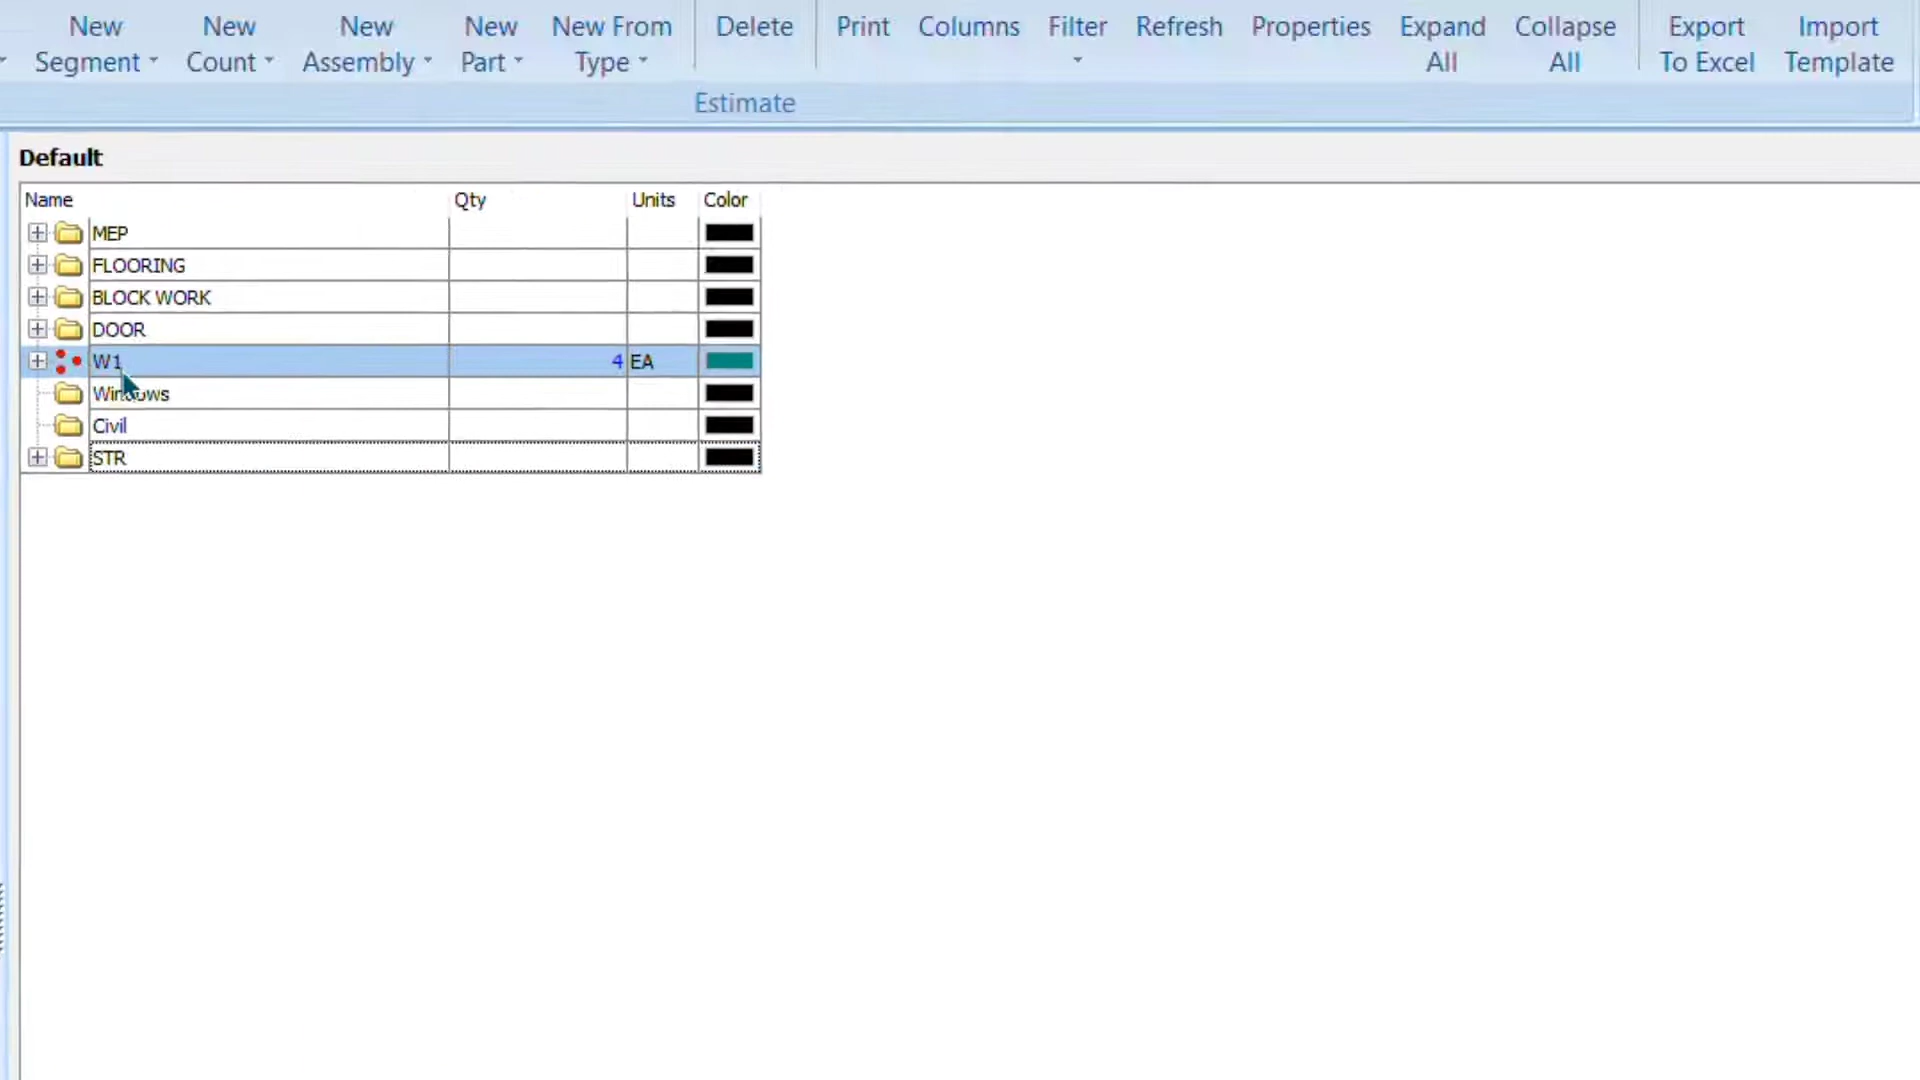 New Segment
New Count
New Assembly
New Part
New From Type
Delete
Print
Columns
Filter
Refresh
Properties
Expand All
Collapse All
Export To Excel
Import Template
Estimate
Default
Name Qty Units Color
MEP
FLOORING
BLOCK WORK
DOOR
W1 4 EA
Windows
Civil
STR